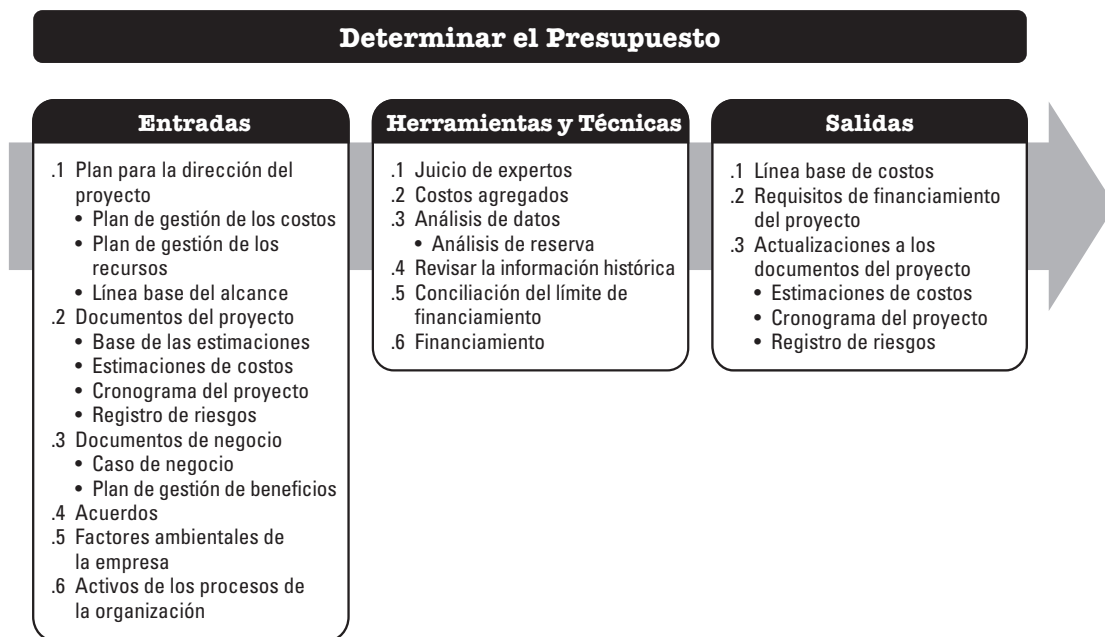 Determinar el Presupuesto
Entradas
.1 Plan para la dirección del
proyecto
• Plan de gestión de los costos
• Plan de gestión de los
recursos
• Línea base del alcance
.2 Documentos del proyecto
• Base de las estimaciones
• Estimaciones de costos
• Cronograma del proyecto
• Registro de riesgos
.3 Documentos de negocio
• Caso de negocio
• Plan de gestión de beneficios
.4 Acuerdos
.5 Factores ambientales de
la empresa
.6 Activos de los procesos de
la organización
Herramientas y Técnicas
.1 Juicio de expertos
.2 Costos agregados
.3 Análisis de datos
• Análisis de reserva
.4 Revisar la información histórica
.5 Conciliación del límite de
financiamiento
.6 Financiamiento
Salidas
.1 Línea base de costos
.2 Requisitos de financiamiento
del proyecto
.3 Actualizaciones a los
documentos del proyecto
• Estimaciones de costos
• Cronograma del proyecto
• Registro de riesgos